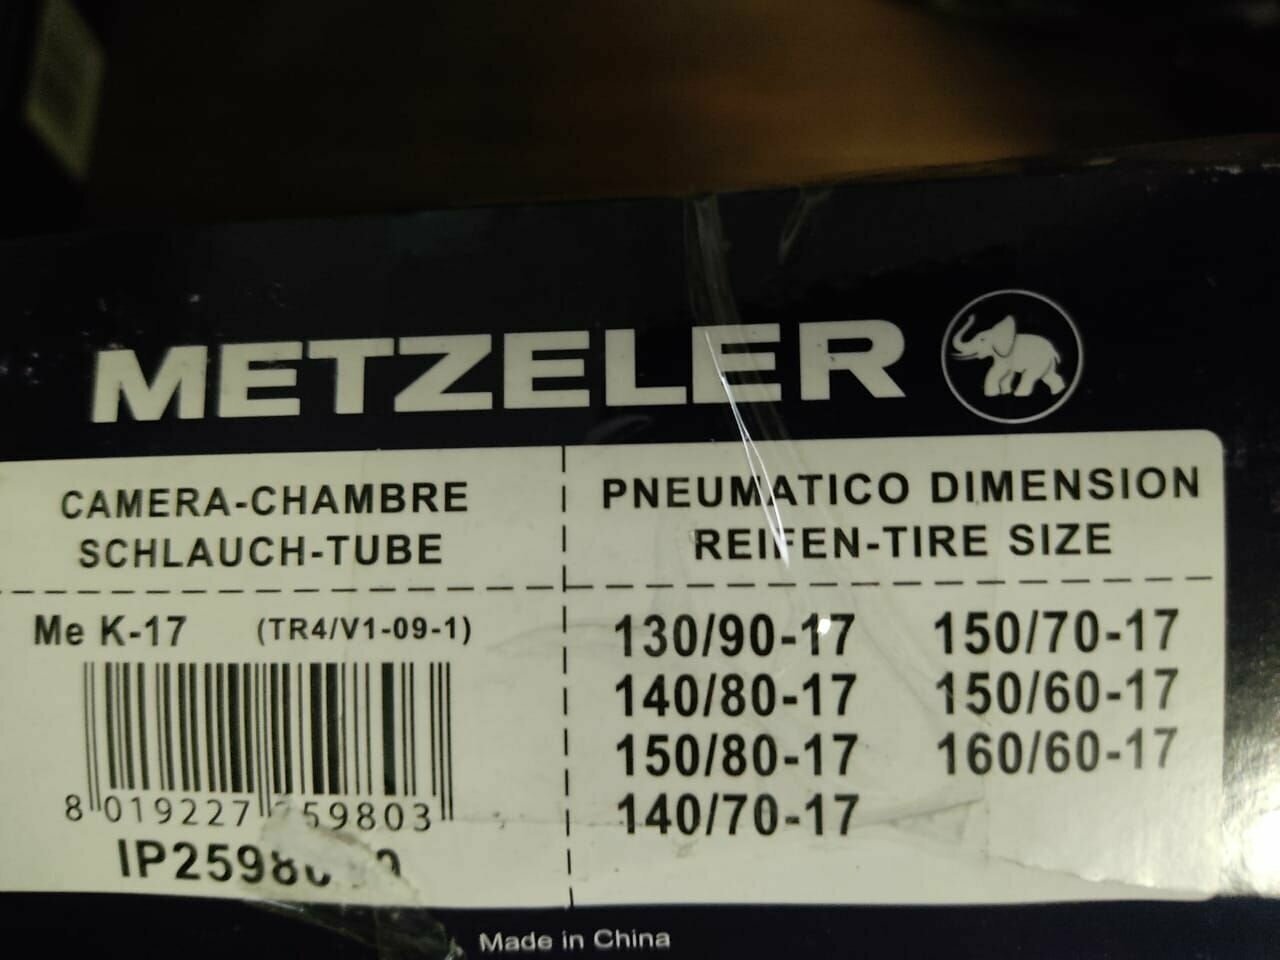 METZELER
CAMERA-CHAMBRE
SCHLAUCH-TUBE
PNEUMATICO DIMENSION
REIFEN-TIRE SIZE
Me K-17 (TR4/V1-09-1)
130/90-17 150/70-17
140/80-17 150/60-17
150/80-17 160/60-17
140/70-17
8 019227
Made in China